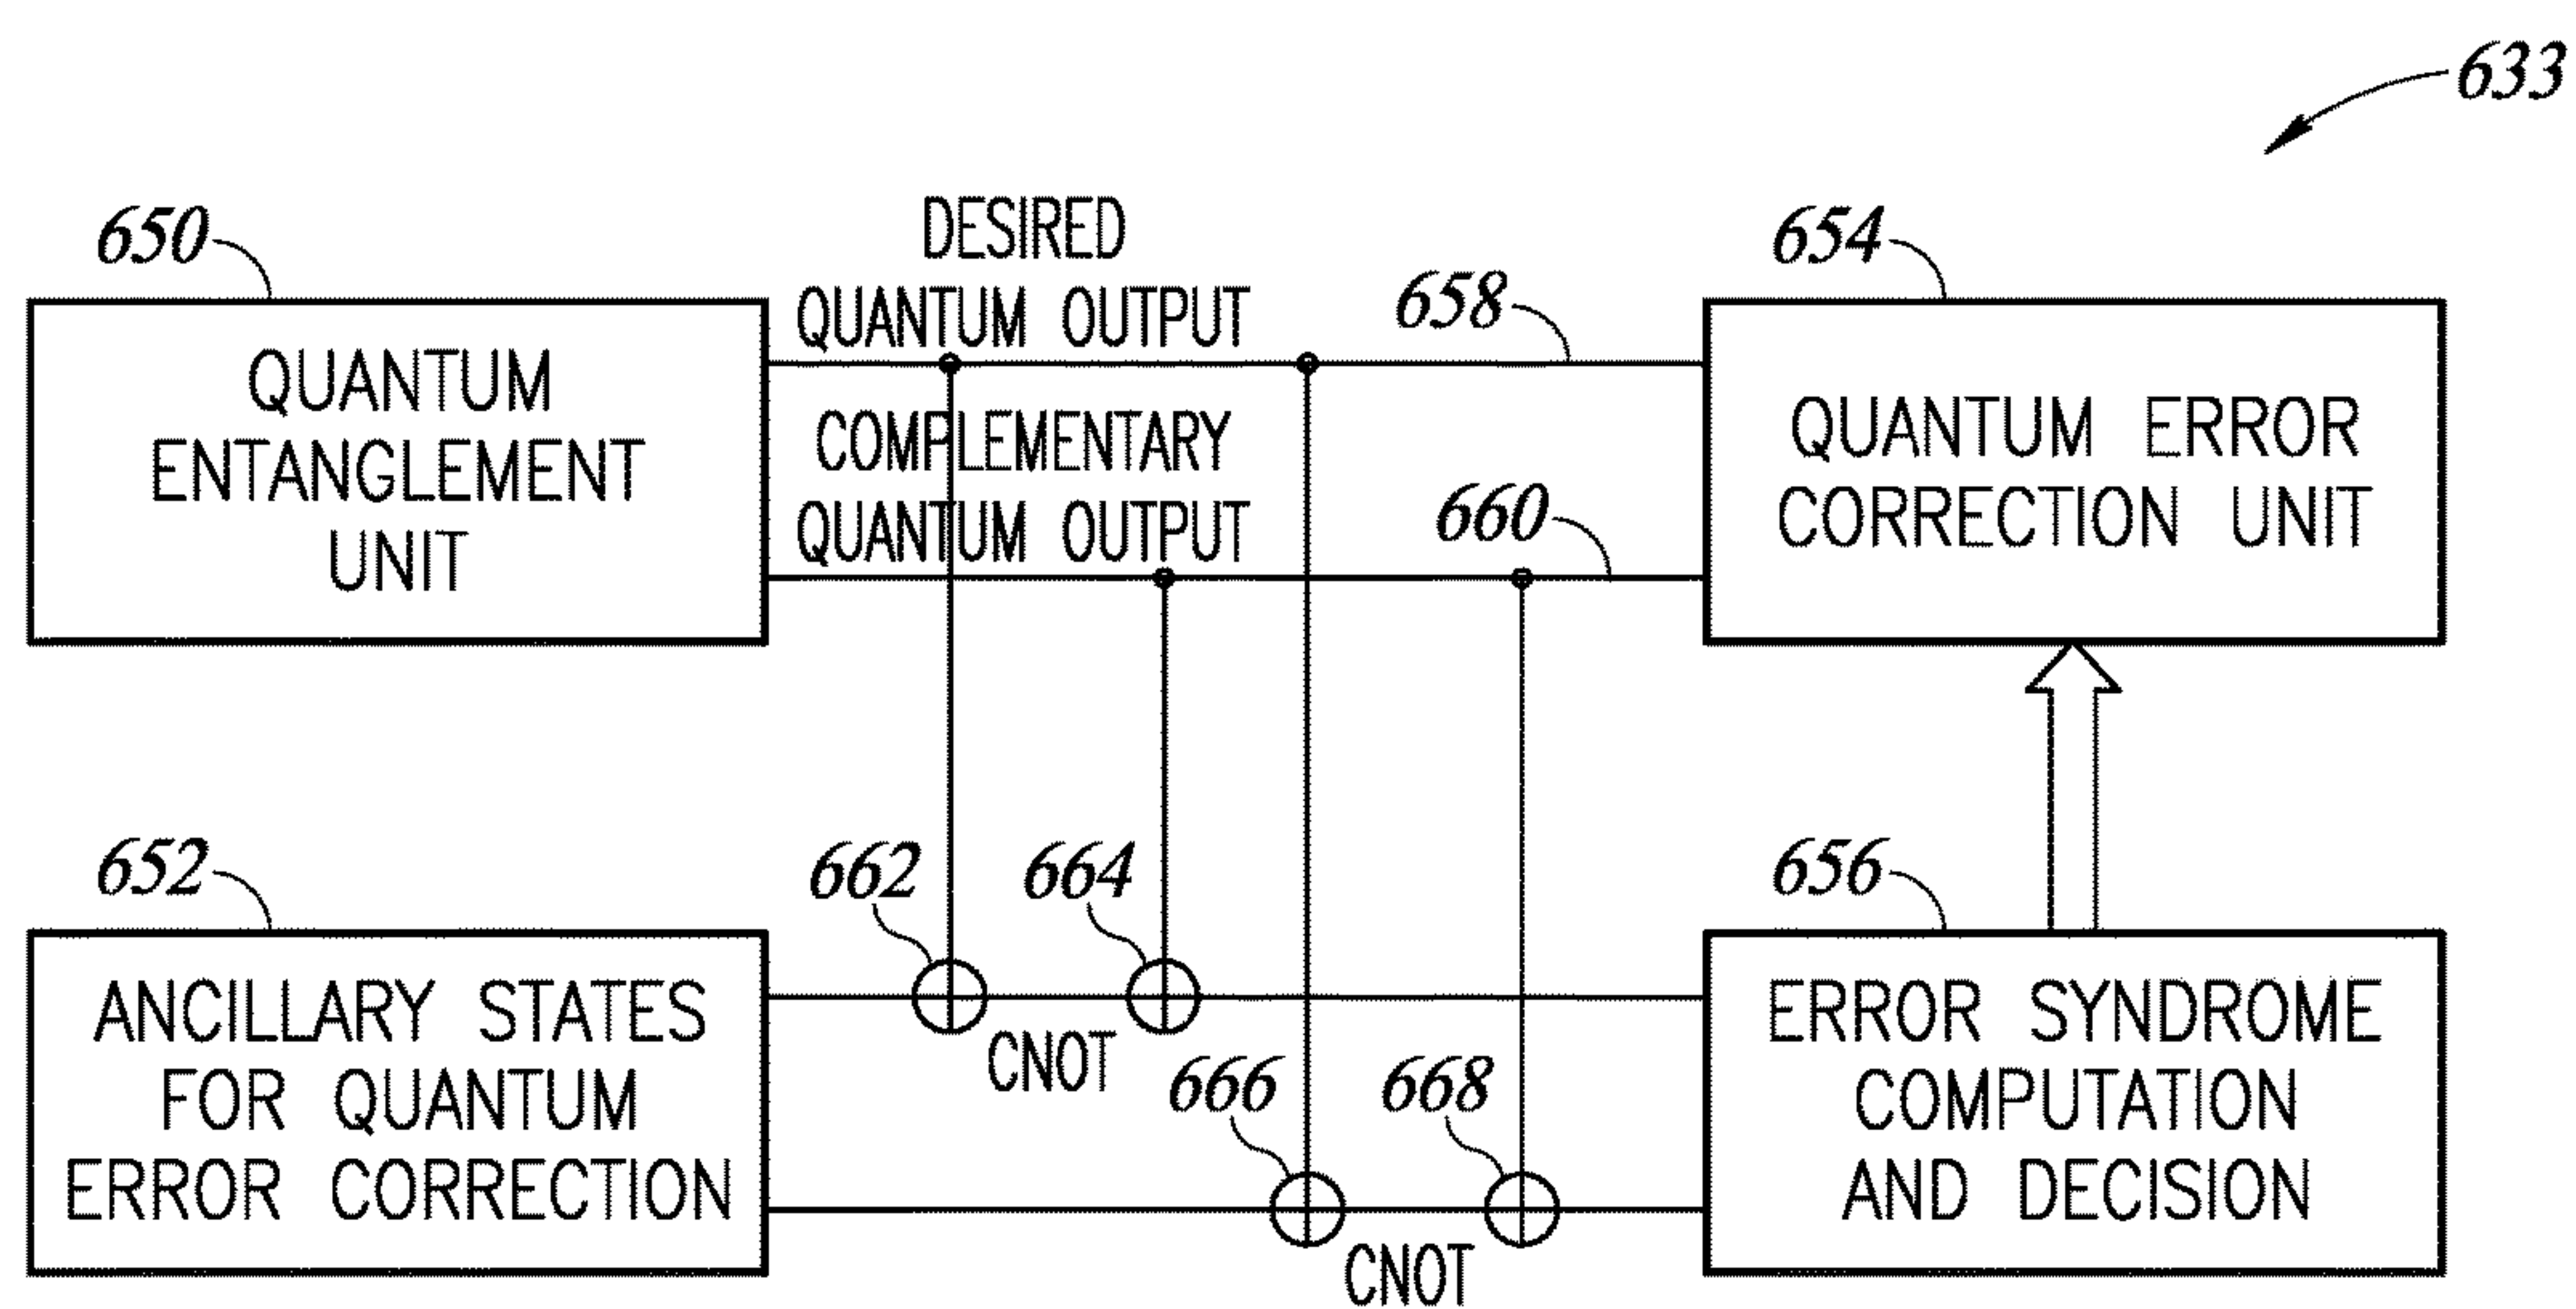 633
650
DESIRED
QUANTUM OUTPUT
658
654
QUANTUM
ENTANGLEMENT
UNIT
COMPLEMENTARY
QUANTUM OUTPUT
660
QUANTUM ERROR
CORRECTION UNIT
652
662
664
656
ANCILLARY STATES
FOR QUANTUM
ERROR CORRECTION
CNOT
666
668
CNOT
ERROR SYNDROME
COMPUTATION
AND DECISION